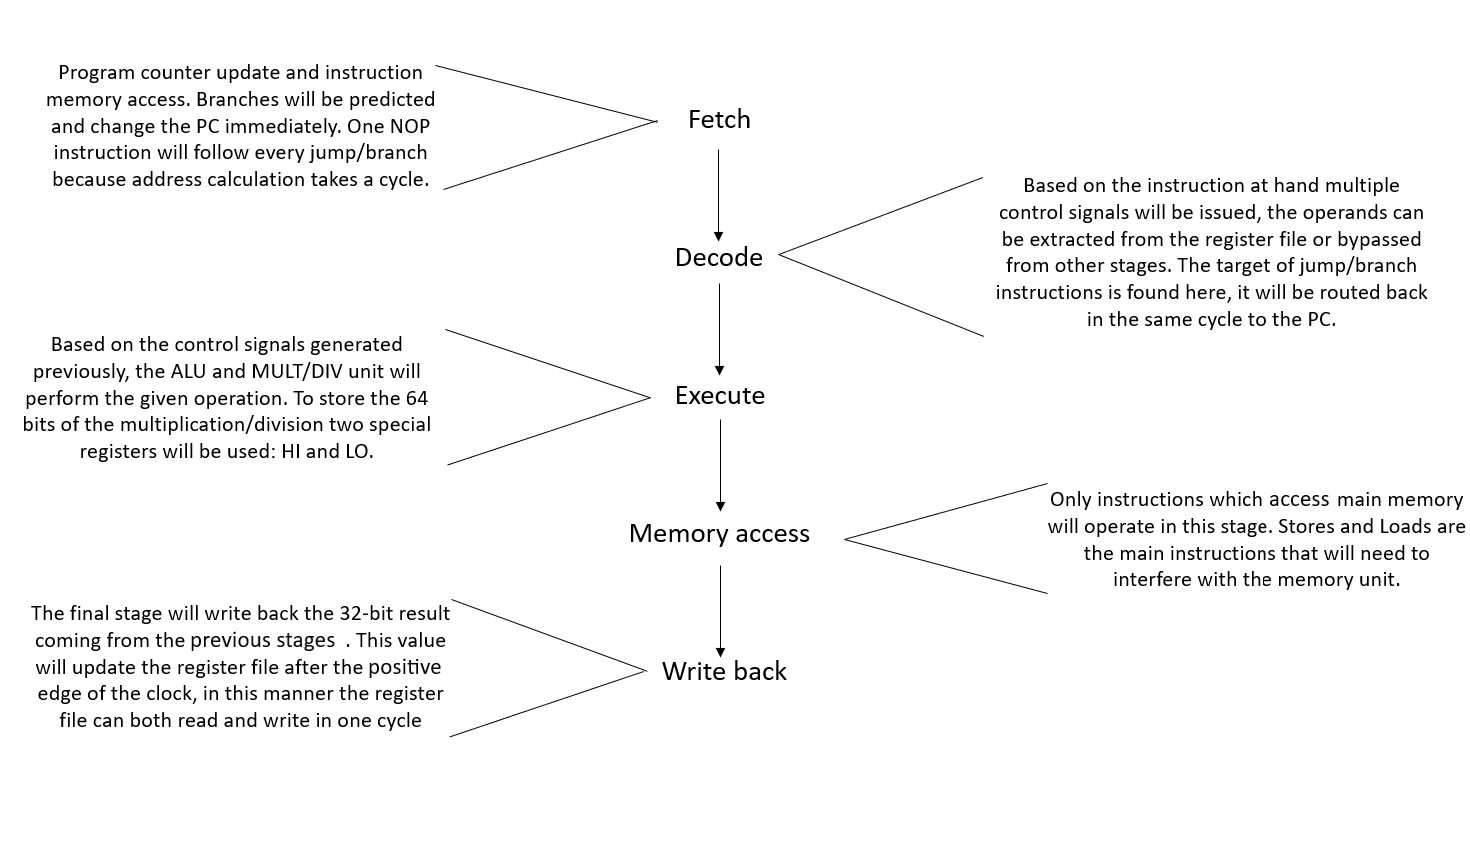 Program counter update and instruction
memory access. Branches will be predicted
and change the PC immediately. One NOP
instruction will follow every jump/branch
because address calculation takes a cycle.
Fetch
Based on the instruction at hand multiple
control signals will be issued, the operands can
be extracted from the register file or bypassed
from other stages. The target of jump/branch
instructions is found here, it will be routed back
in the same cycle to the PC.
Decode
Based on the control signals generated
previously, the ALU and MULT/DIV unit will
perform the given operation. To store the 64
bits of the multiplication/division two special
registers will be used: HI and LO.
Execute
Only instructions which access main memory
will operate in this stage. Stores and Loads are
the main instructions that will need to
interfere with the memory unit.
Memory access
The final stage will write back the 32-bit result
coming from the previous stages . This value
will update the register file after the positive
edge of the clock, in this manner the register
file can both read and write in one cycle
Write back